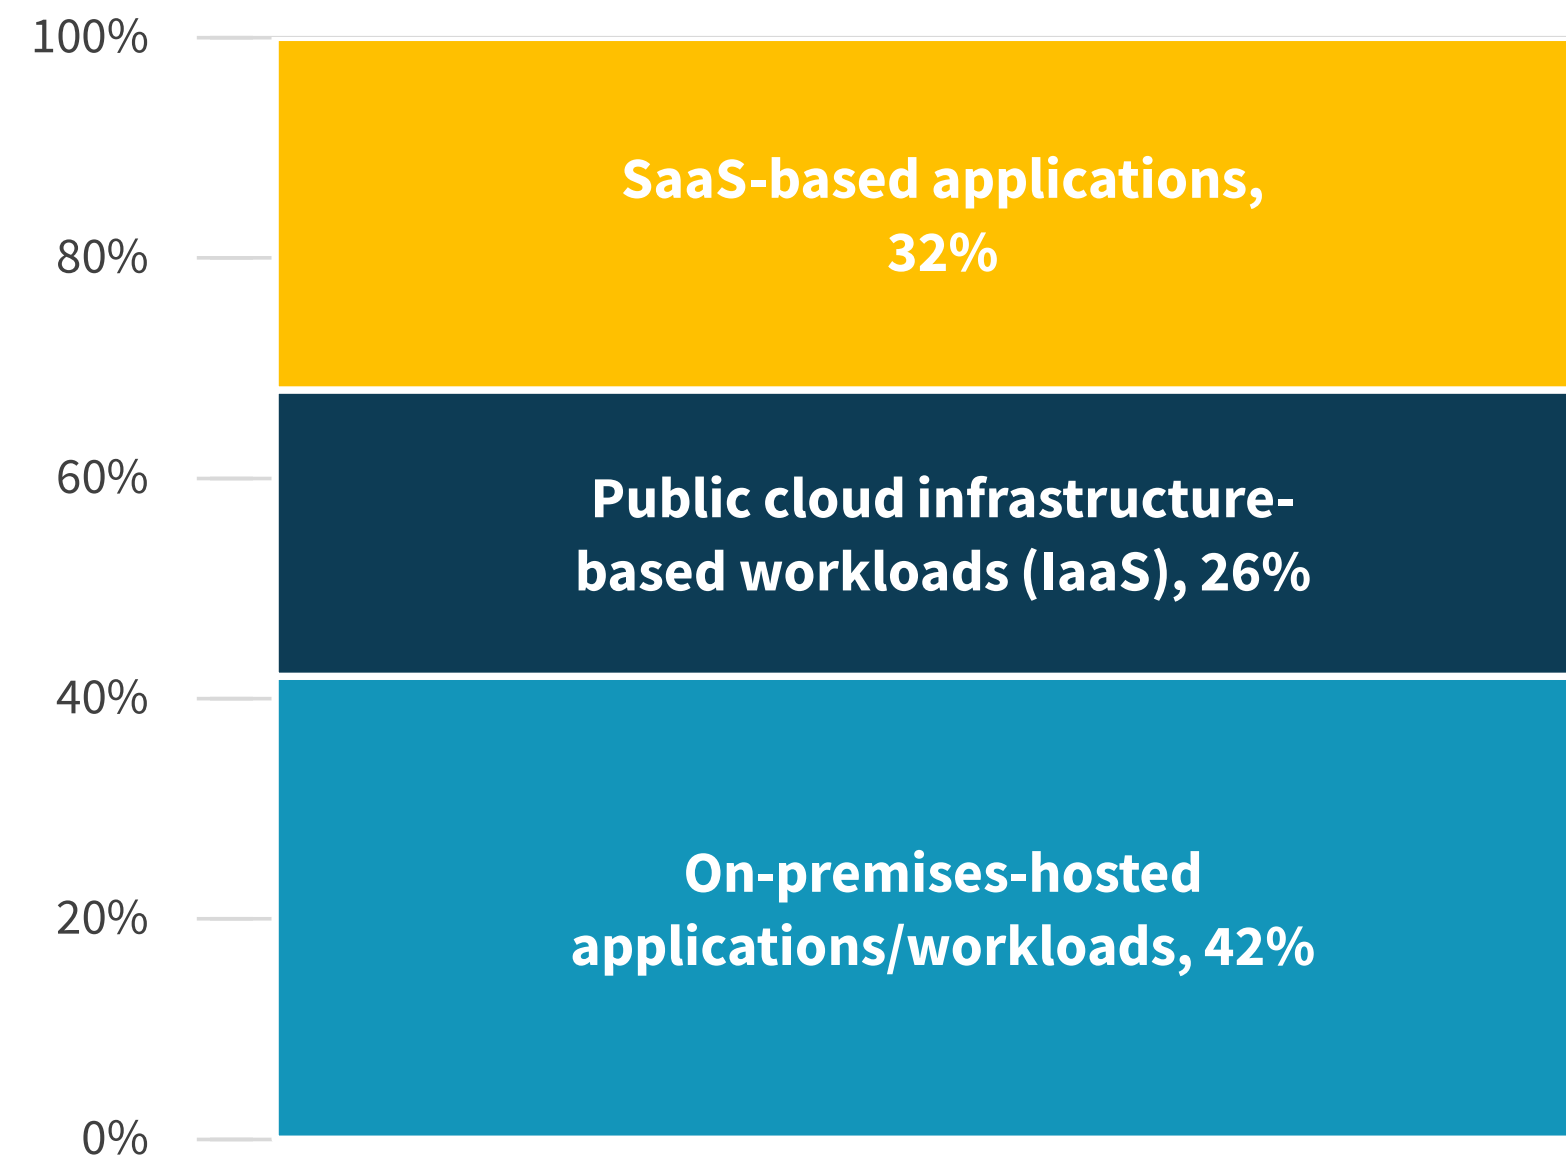 100%
SaaS-based applications,
32%
80%
60%
Public cloud infrastructure-
based workloads (IaaS), 26%
40%
On-premises-hosted
applications/workloads, 42%
20%
0%